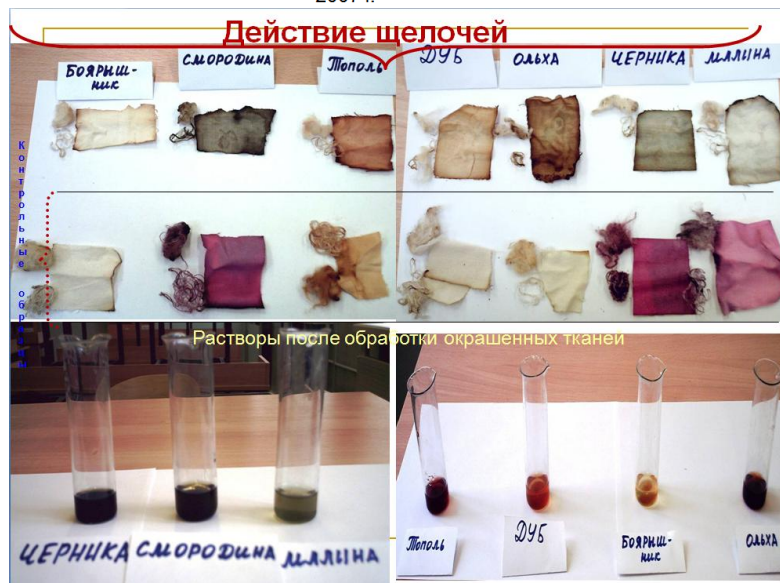 2007 г.
Действие щелочей
БОЯРЫШ-
НИК
СМОРОДИНА
Тополь
ДУБ
ОЛЬХА
ЧЕРНИКА
МАЛИНА
Контрольные образцы
Растворы после обработки окрашенных тканей
ЧЕРНИКА
СМОРОДИНА
МАЛИНА
Тополь
ДУБ
БОЯРЫШ-
НИК
ОЛЬХА